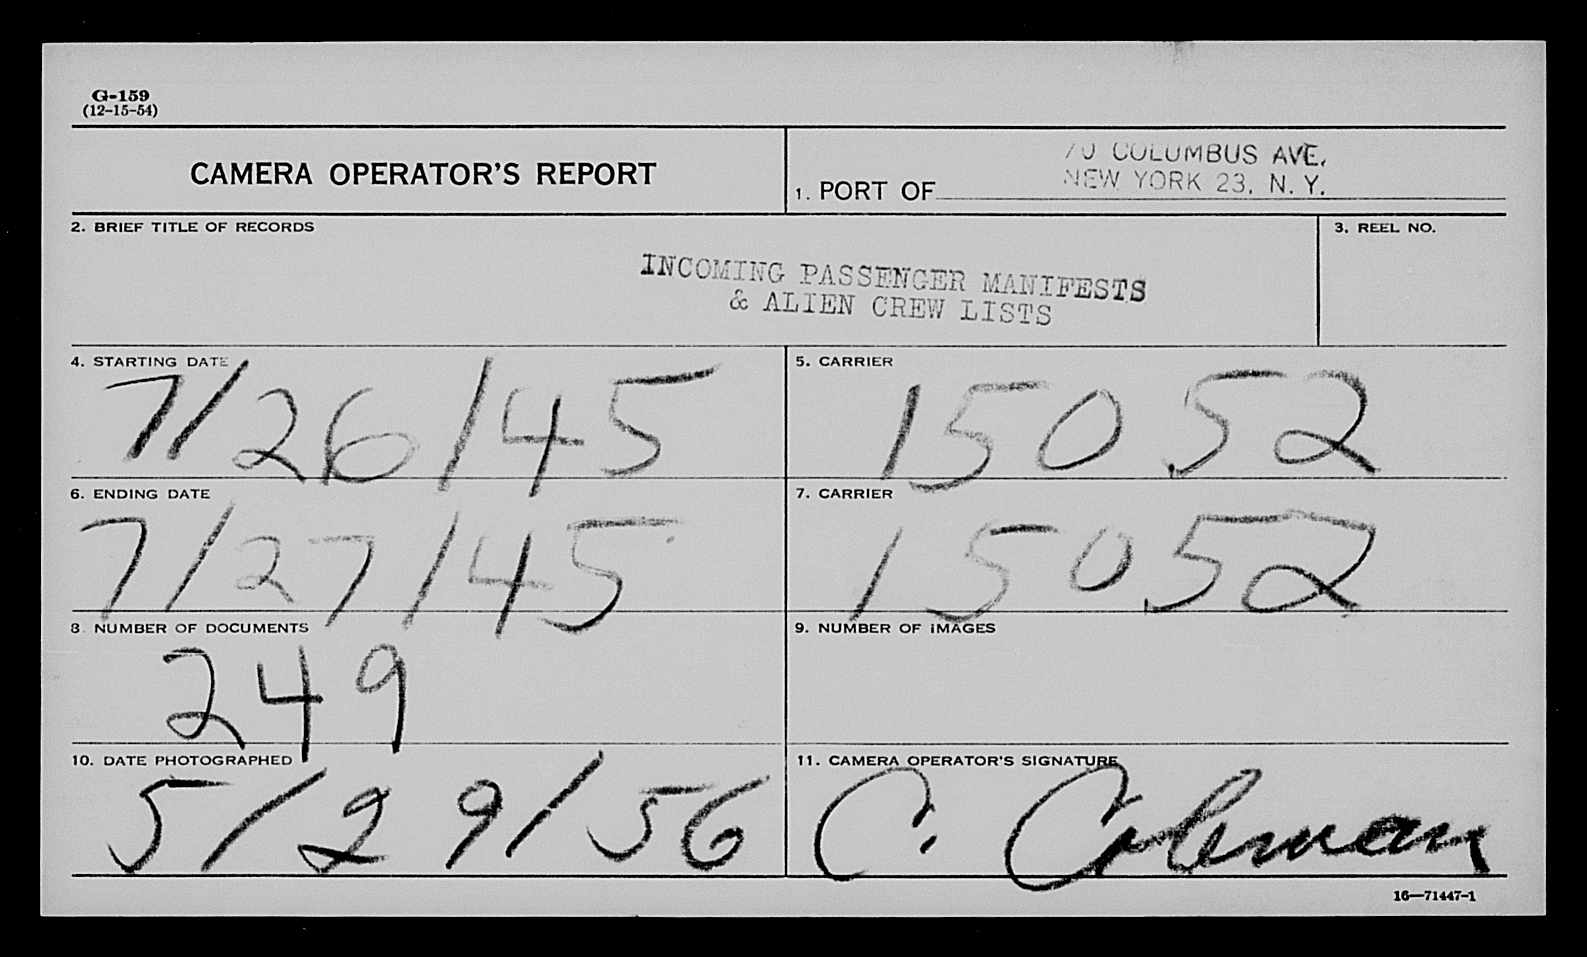 G-159
(12-15-54)
CAMERA OPERATOR'S REPORT
70 COLUMBUS AVE.
1. PORT OF NEW YORK 23, N. Y.
2. BRIEF TITLE OF RECORDS
3. REEL NO.
INCOMING PASSENGER MANIFESTS
& ALIEN CREW LISTS
4. STARTING DATE
7/26/45
5. CARRIER
15052
6. ENDING DATE
7/27/45
7. CARRIER
15052
8. NUMBER OF DOCUMENTS
249
9. NUMBER OF IMAGES
10. DATE PHOTOGRAPHED
5/29/56
11. CAMERA OPERATOR'S SIGNATURE
C. Coleman
16—71447-1